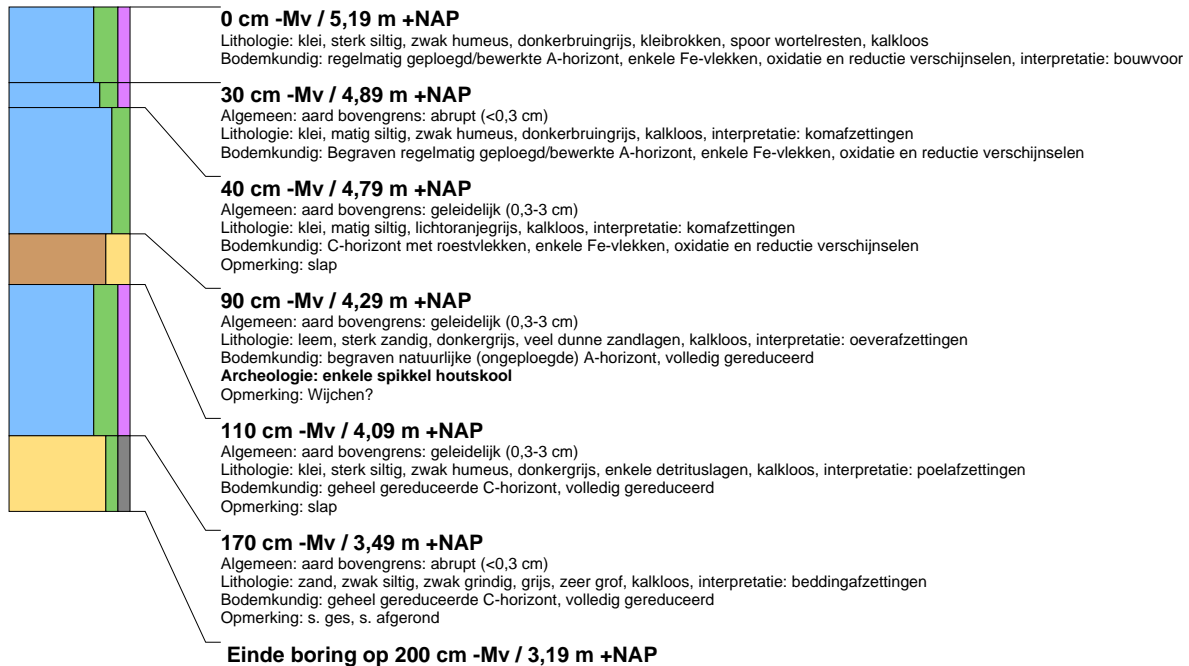 0 cm -Mv / 5,19 m +NAP
Lithologie: klei, sterk siltig, zwak humeus, donkerbruingrijs, kleibrokken, spoor wortelresten, kalkloos
Bodemkundig: regelmatig geploegd/bewerkte A-horizont, enkele Fe-vlekken, oxidatie en reductie verschijnselen, interpretatie: bouwvoor
30 cm -Mv / 4,89 m +NAP
Algemeen: aard bovengrens: abrupt (<0,3 cm)
Lithologie: klei, matig siltig, zwak humeus, donkerbruingrijs, kalkloos, interpretatie: komafzettingen
Bodemkundig: Begraven regelmatig geploegd/bewerkte A-horizont, enkele Fe-vlekken, oxidatie en reductie verschijnselen
40 cm -Mv / 4,79 m +NAP
Algemeen: aard bovengrens: geleidelijk (0,3-3 cm)
Lithologie: klei, matig siltig, lichtoranjegrijs, kalkloos, interpretatie: komafzettingen
Bodemkundig: C-horizont met roestvlekken, enkele Fe-vlekken, oxidatie en reductie verschijnselen
Opmerking: slap
90 cm -Mv / 4,29 m +NAP
Algemeen: aard bovengrens: geleidelijk (0,3-3 cm)
Lithologie: leem, sterk zandig, donkergrijs, veel dunne zandlagen, kalkloos, interpretatie: oeverafzettingen
Bodemkundig: begraven natuurlijke (ongeploegde) A-horizont, volledig gereduceerd
Archeologie: enkele spikkel houtskool
Opmerking: Wijchen?
110 cm -Mv / 4,09 m +NAP
Algemeen: aard bovengrens: geleidelijk (0,3-3 cm)
Lithologie: klei, sterk siltig, zwak humeus, donkergrijs, enkele detrituslagen, kalkloos, interpretatie: poelafzettingen
Bodemkundig: geheel gereduceerde C-horizont, volledig gereduceerd
Opmerking: slap
170 cm -Mv / 3,49 m +NAP
Algemeen: aard bovengrens: abrupt (<0,3 cm)
Lithologie: zand, zwak siltig, zwak grindig, grijs, zeer grof, kalkloos, interpretatie: beddingafzettingen
Bodemkundig: geheel gereduceerde C-horizont, volledig gereduceerd
Opmerking: s. ges, s. afgerond
Einde boring op 200 cm -Mv / 3,19 m +NAP